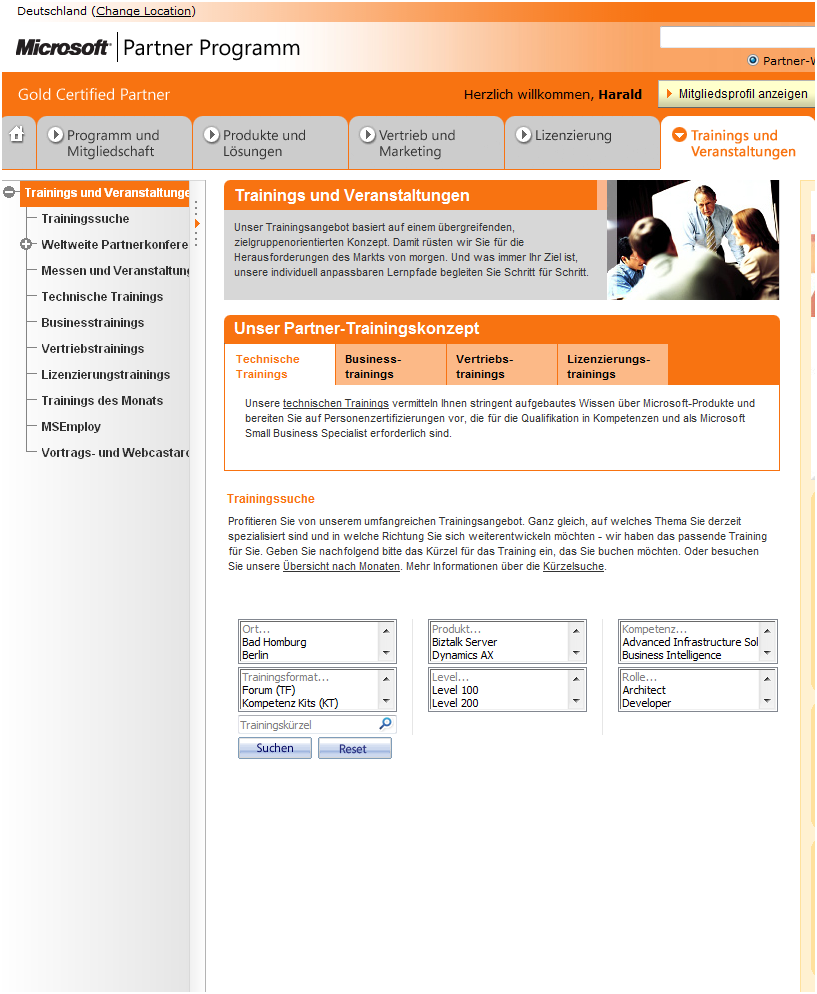 Deutschland (Change Location)
Microsoft Partner Programm
Partner-W
Gold Certified Partner
Herzlich willkommen, Harald
Mitgliedsprofil anzeigen
Programm und
Mitgliedschaft
Produkte und
Lösungen
Vertrieb und
Marketing
Lizenzierung
Trainings und
Veranstaltungen
Trainings und Veranstaltunge
Trainingssuche
Weltweite Partnerkonfere
Messen und Veranstaltung
Technische Trainings
Businesstrainings
Vertriebstrainings
Lizenzierungstrainings
Trainings des Monats
MSEmploy
Vortrags- und Webcastarc
Trainings und Veranstaltungen
Unser Trainingsangebot basiert auf einem übergreifenden,
zielgruppenorientierten Konzept. Damit rüsten wir Sie für die
Herausforderungen des Markts von morgen. Und was immer Ihr Ziel ist,
unsere individuell anpassbaren Lernpfade begleiten Sie Schritt für Schritt.
Unser Partner-Trainingskonzept
Technische
Trainings
Business-
trainings
Vertriebs-
trainings
Lizenzierungs-
trainings
Unsere technischen Trainings vermitteln Ihnen stringent aufgebautes Wissen über Microsoft-Produkte und
bereiten Sie auf Personenzertifizierungen vor, die für die Qualifikation in Kompetenzen und als Microsoft
Small Business Specialist erforderlich sind.
Trainingssuche
Profitieren Sie von unserem umfangreichen Trainingsangebot. Ganz gleich, auf welches Thema Sie derzeit
spezialisiert sind und in welche Richtung Sie sich weiterentwickeln möchten - wir haben das passende Training
für Sie. Geben Sie nachfolgend bitte das Kürzel für das Training ein, das Sie buchen möchten. Oder besuchen
Sie unsere Übersicht nach Monaten. Mehr Informationen über die Kürzelsuche.
Ort...
Bad Homburg
Berlin
Produkt...
Biztalk Server
Dynamics AX
Kompetenz...
Advanced Infrastructure Sol
Business Intelligence
Trainingsformat...
Forum (TF)
Kompetenz Kits (KT)
Level...
Level 100
Level 200
Rolle...
Architect
Developer
Trainingskürzel
Suchen
Reset